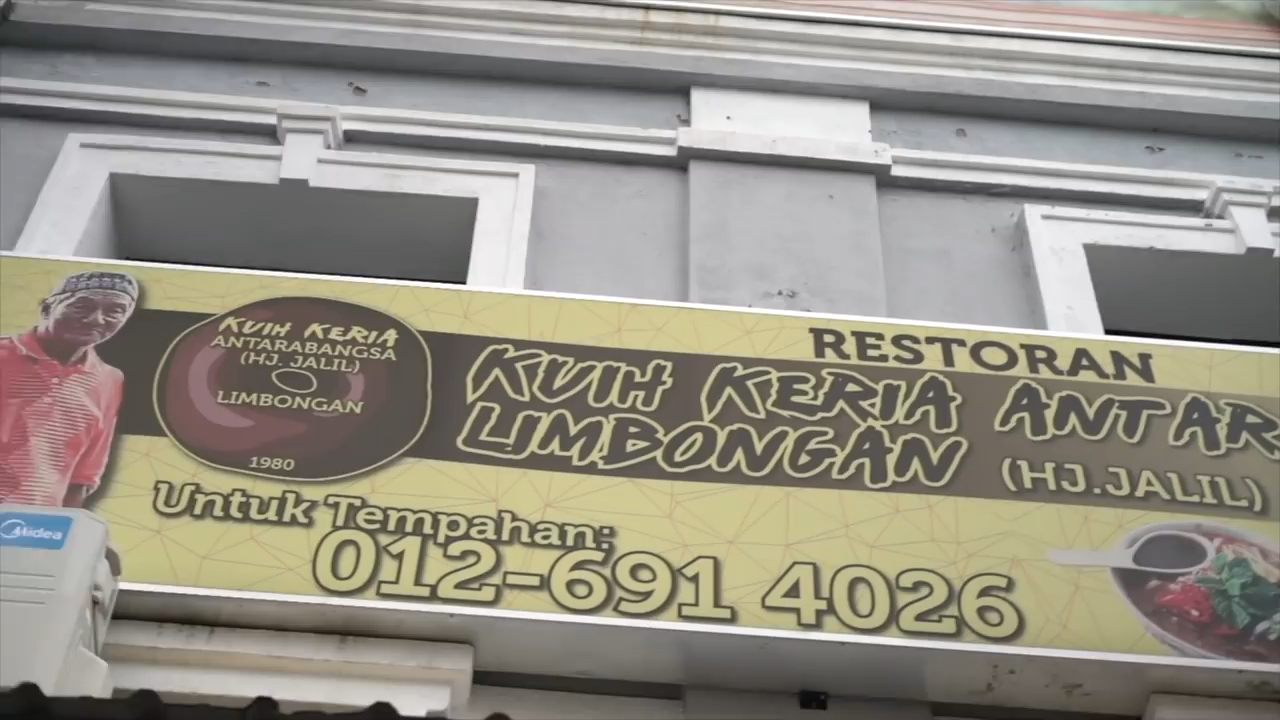 KUIH KERIA
ANTARABANGSA
(HJ. JALIL)
LIMBONGAN
1980
RESTORAN
KUIH KERIA ANTAR
LIMBONGAN
(HJ.JALIL)
Untuk Tempahan:
012-691 4026
Midea